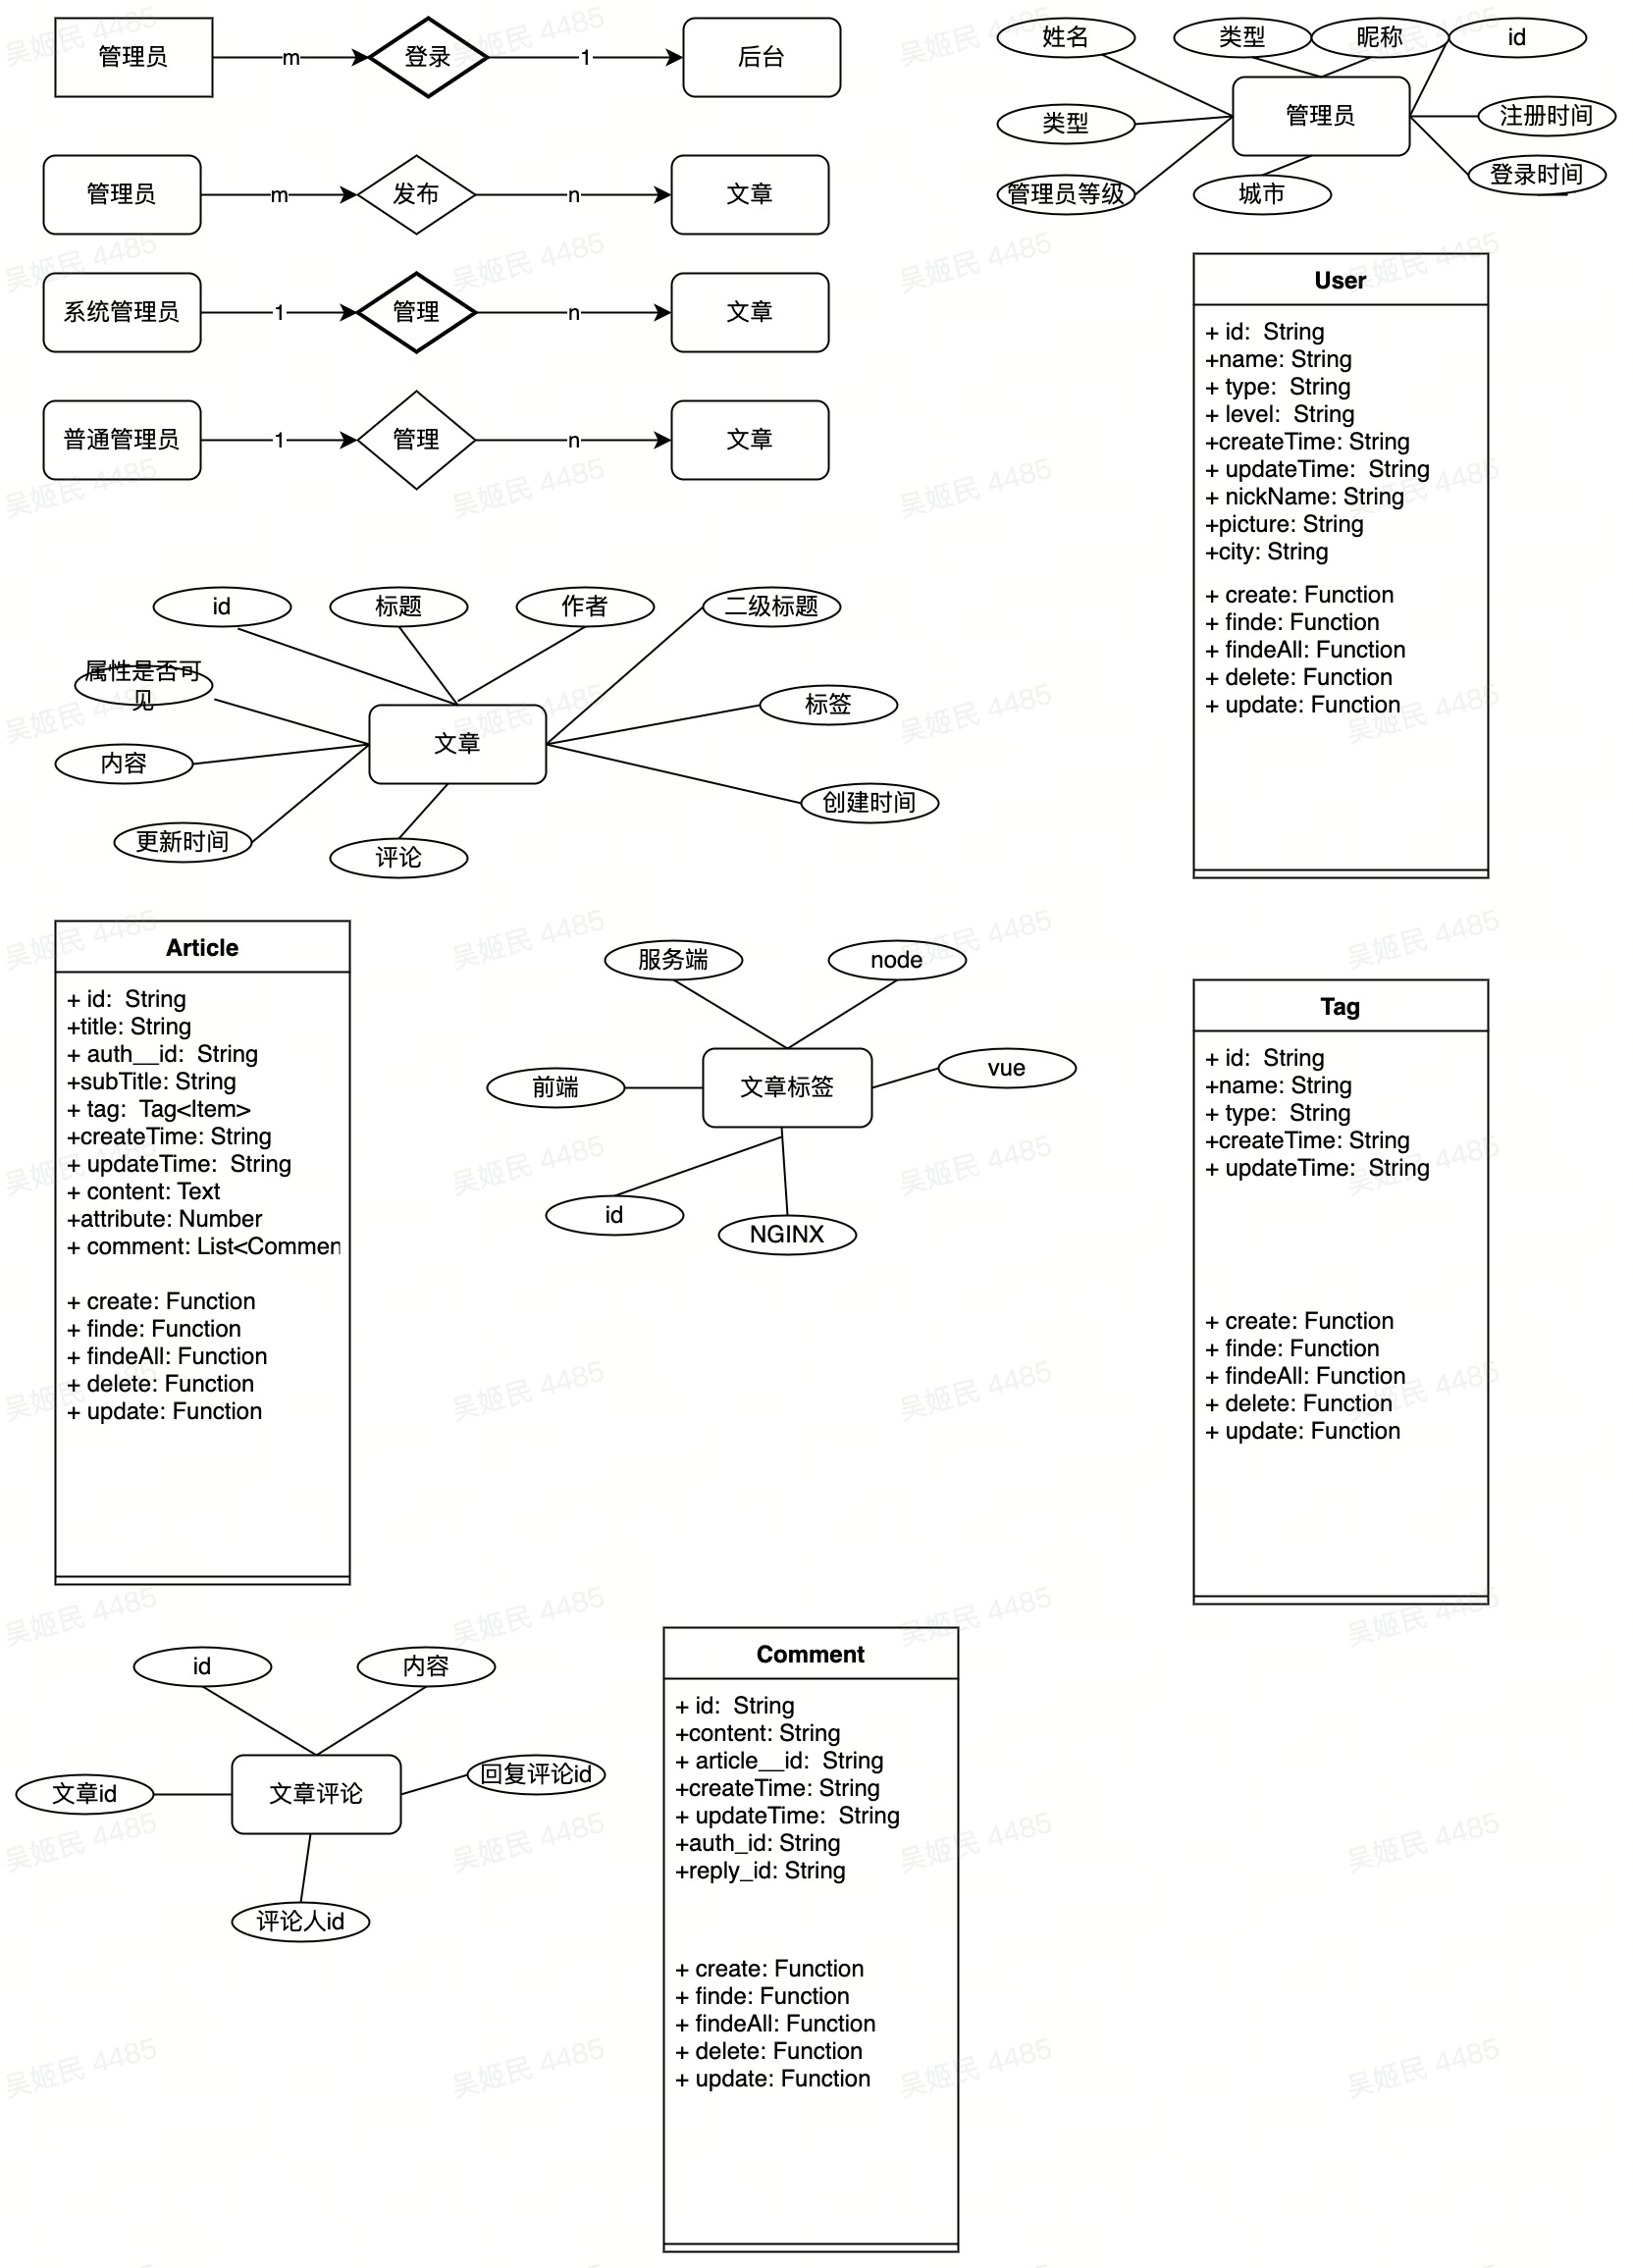 管理员
m
登录
1
后台
管理员
m
发布
n
文章
系统管理员
1
管理
n
文章
普通管理员
1
管理
n
文章
姓名
类型
昵称
id
类型
管理员
注册时间
管理员等级
城市
登录时间
User
+ id:  String
+name: String
+ type:  String
+ level:  String
+createTime: String
+ updateTime:  String
+ nickName: String
+picture: String
+city: String
+ create: Function
+ finde: Function
+ findeAll: Function
+ delete: Function
+ update: Function
id
标题
作者
二级标题
属性是否可
见
标签
文章
内容
创建时间
更新时间
评论
Article
+ id:  String
+title: String
+ auth__id:  String
+subTitle: String
+ tag:  Tag<Item>
+createTime: String
+ updateTime:  String
+ content: Text
+attribute: Number
+ comment: List<Commen
+ create: Function
+ finde: Function
+ findeAll: Function
+ delete: Function
+ update: Function
服务端
node
前端
文章标签
vue
id
NGINX
Tag
+ id:  String
+name: String
+ type:  String
+createTime: String
+ updateTime:  String
+ create: Function
+ finde: Function
+ findeAll: Function
+ delete: Function
+ update: Function
id
内容
文章id
文章评论
回复评论id
评论人id
Comment
+ id:  String
+content: String
+ article__id:  String
+createTime: String
+ updateTime:  String
+auth_id: String
+reply_id: String
+ create: Function
+ finde: Function
+ findeAll: Function
+ delete: Function
+ update: Function
吴姬民 4485